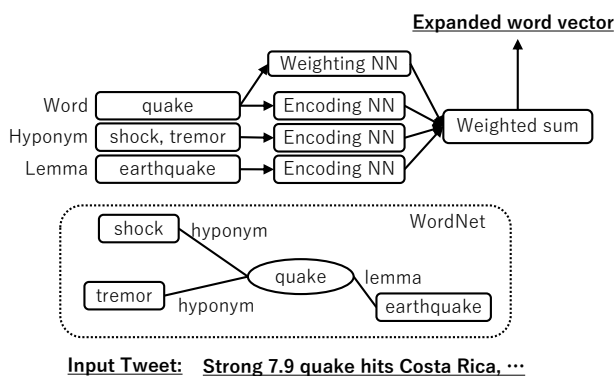 Expanded word vector
Weighting NN
Word quake Encoding NN
Weighted sum
Hyponym shock, tremor Encoding NN
Lemma earthquake Encoding NN
WordNet
shock hyponym
quake lemma
tremor hyponym
earthquake
Input Tweet: Strong 7.9 quake hits Costa Rica, ⋯